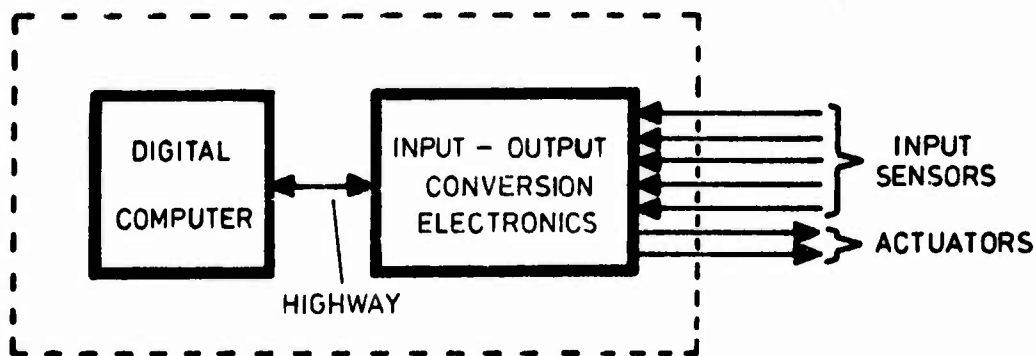 DIGITAL
COMPUTER
INPUT - OUTPUT
CONVERSION
ELECTRONICS
HIGHWAY
INPUT
SENSORS
ACTUATORS